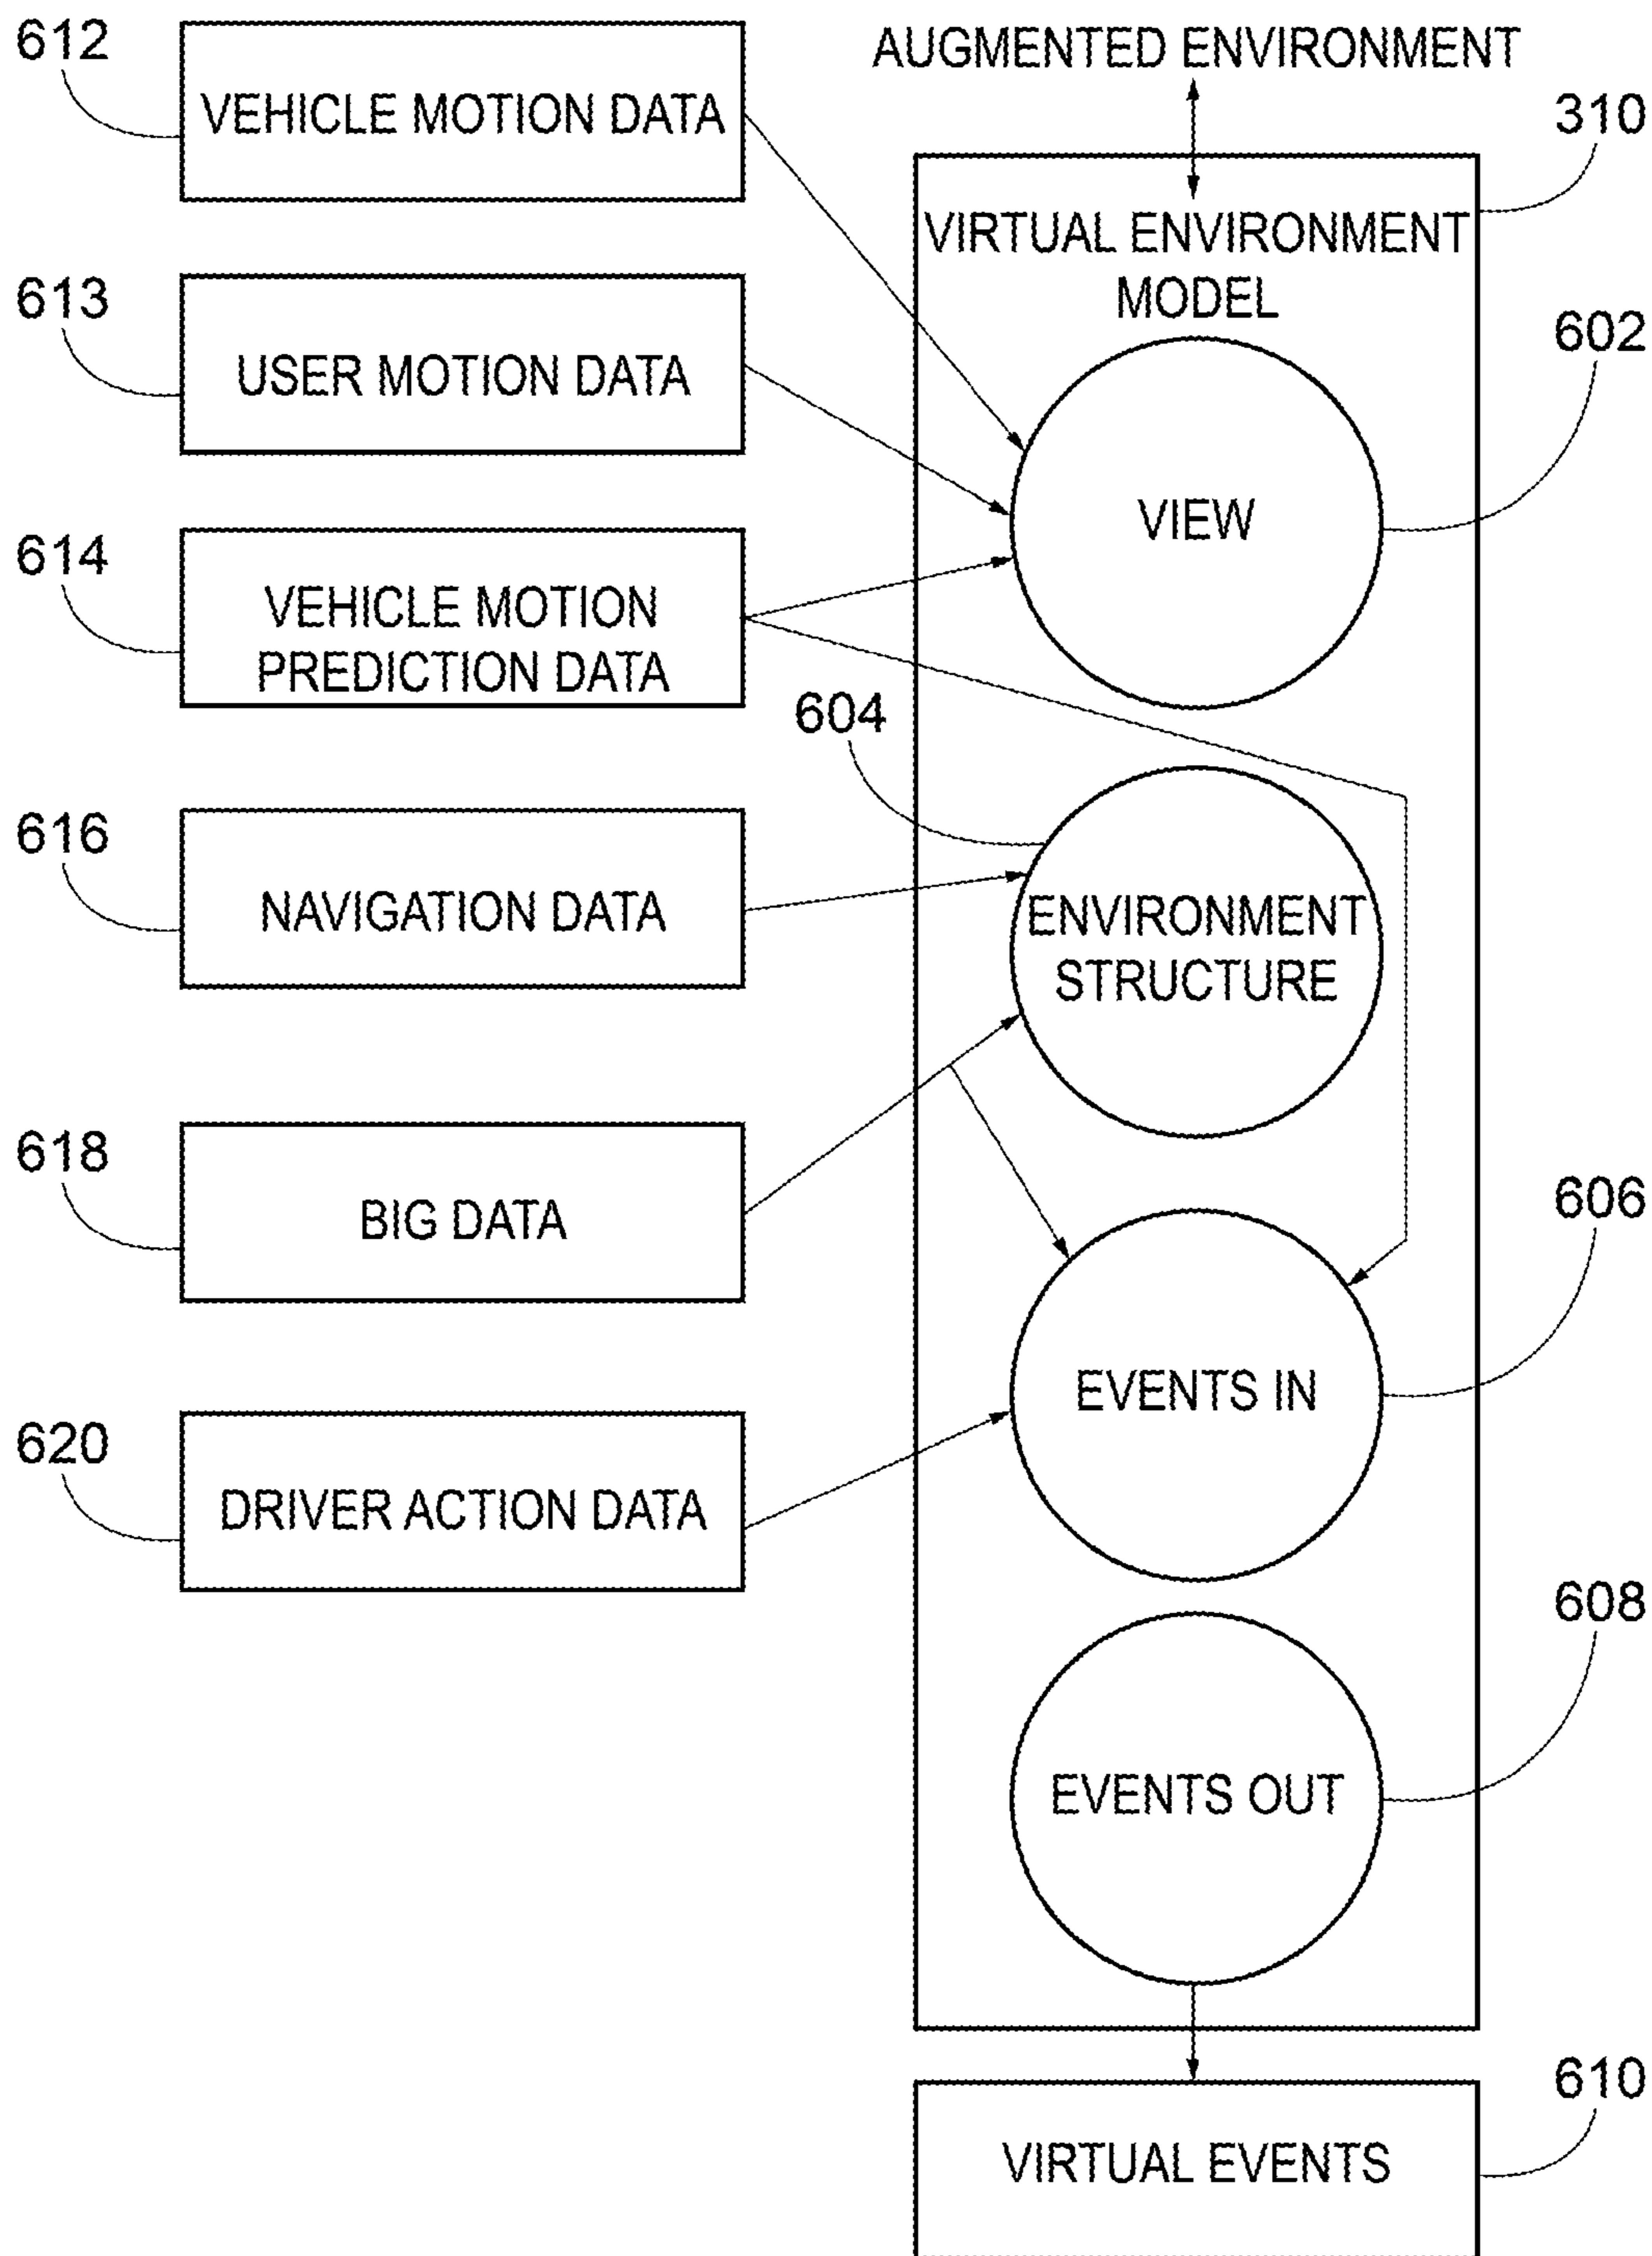 612
VEHICLE MOTION DATA
AUGMENTED ENVIRONMENT
310
VIRTUAL ENVIRONMENT
MODEL
613
USER MOTION DATA
602
VIEW
614
VEHICLE MOTION
PREDICTION DATA
604
616
NAVIGATION DATA
ENVIRONMENT
STRUCTURE
618
BIG DATA
606
EVENTS IN
620
DRIVER ACTION DATA
608
EVENTS OUT
610
VIRTUAL EVENTS